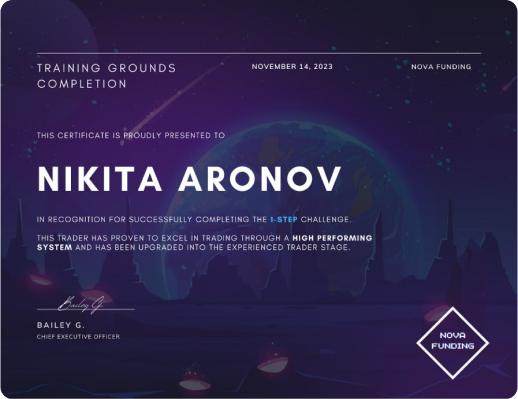 TRAINING GROUNDS
COMPLETION
NOVEMBER 14, 2023
NOVA FUNDING
THIS CERTIFICATE IS PROUDLY PRESENTED TO
NIKITA ARONOV
IN RECOGNITION FOR SUCCESSFULLY COMPLETING THE 1-STEP CHALLENGE.
THIS TRADER HAS PROVEN TO EXCEL IN TRADING THROUGH A HIGH PERFORMING
SYSTEM AND HAS BEEN UPGRADED INTO THE EXPERIENCED TRADER STAGE.
Bailey G.
BAILEY G.
CHIEF EXECUTIVE OFFICER
NOVA
FUNDING